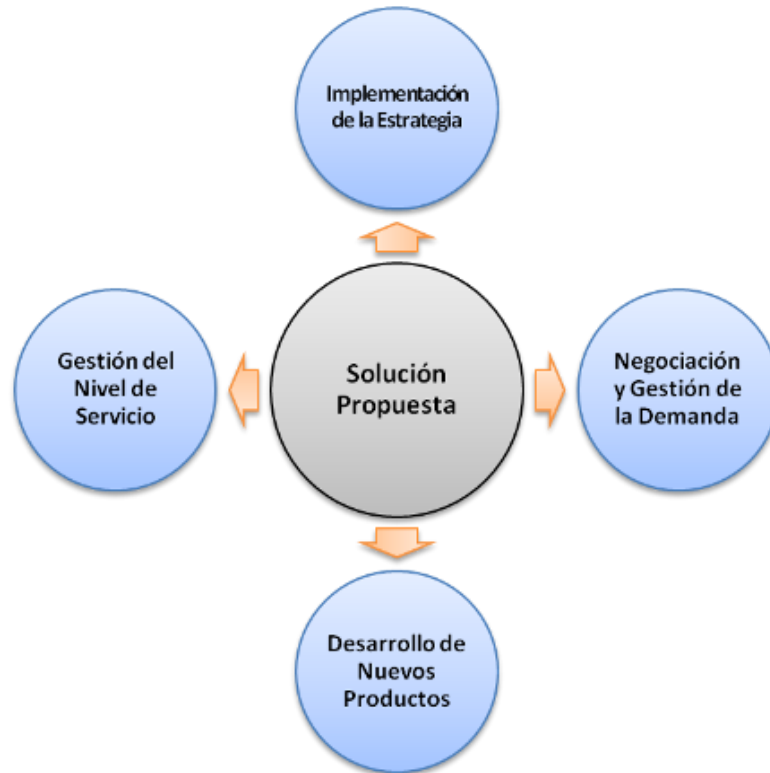 Implementación
de la Estrategia
Gestión del
Nivel de
Servicio
Solución
Propuesta
Negociación
y Gestión de
la Demanda
Desarrollo de
Nuevos
Productos